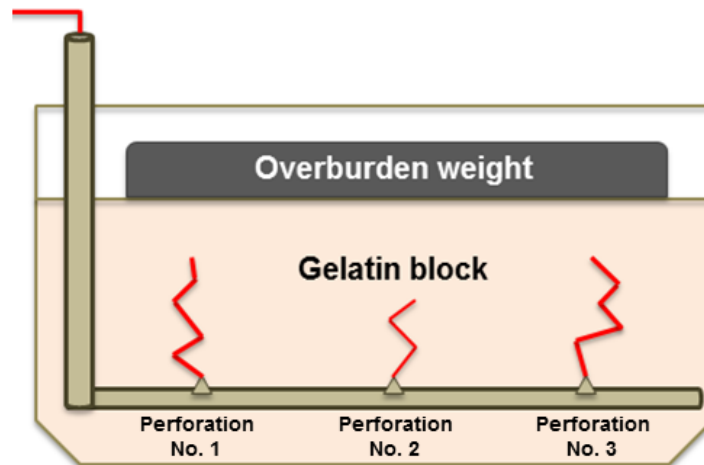 Overburden weight
Gelatin block
Perforation
No. 1
Perforation
No. 2
Perforation
No. 3